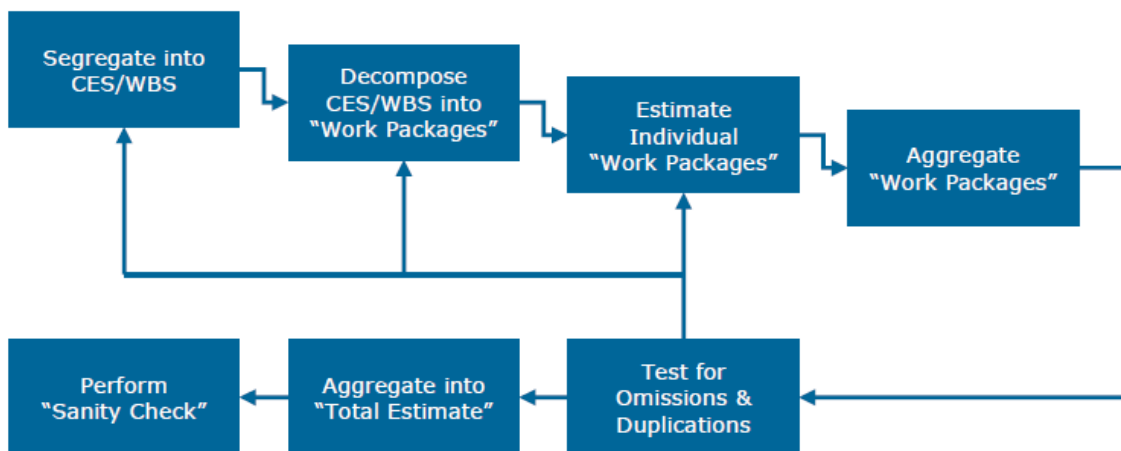 Segregate into
CES/WBS
Decompose
CES/WBS into
“Work Packages”
Estimate
Individual
“Work Packages”
Aggregate
“Work Packages”
Perform
“Sanity Check”
Aggregate into
“Total Estimate”
Test for
Omissions &
Duplications